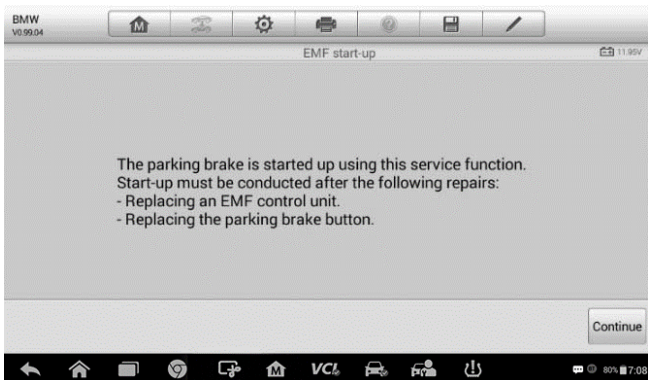 BMW
V0.99.04
M
EMF start-up
11.95V
The parking brake is started up using this service function.
Start-up must be conducted after the following repairs:
- Replacing an EMF control unit.
- Replacing the parking brake button.
Continue
M
VCI
80%
7:08